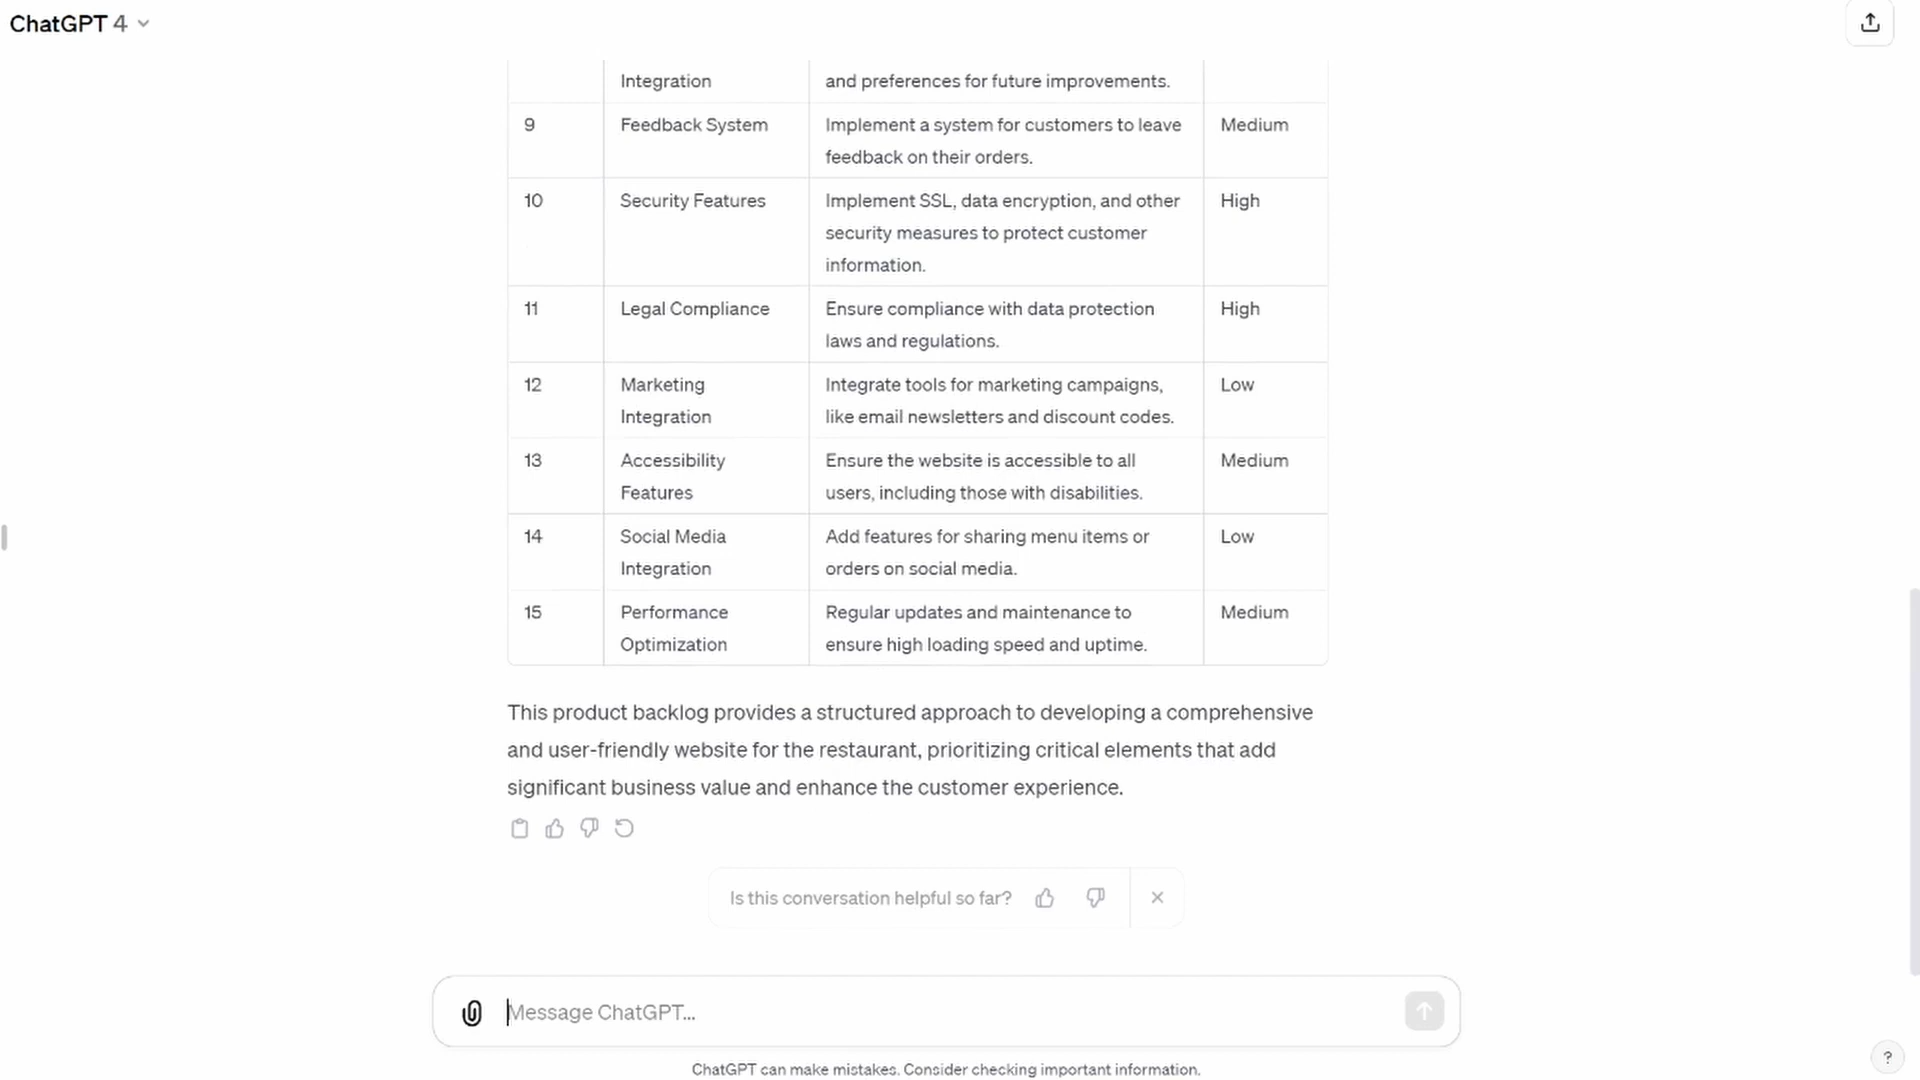 ChatGPT 4
Integration and preferences for future improvements.
9 Feedback System Implement a system for customers to leave Medium
feedback on their orders.
10 Security Features Implement SSL, data encryption, and other High
security measures to protect customer
information.
11 Legal Compliance Ensure compliance with data protection High
laws and regulations.
12 Marketing Integrate tools for marketing campaigns, Low
Integration like email newsletters and discount codes.
13 Accessibility Ensure the website is accessible to all Medium
Features users, including those with disabilities.
14 Social Media Add features for sharing menu items or Low
Integration orders on social media.
15 Performance Regular updates and maintenance to Medium
Optimization ensure high loading speed and uptime.
This product backlog provides a structured approach to developing a comprehensive
and user-friendly website for the restaurant, prioritizing critical elements that add
significant business value and enhance the customer experience.
Is this conversation helpful so far?
Message ChatGPT...
ChatGPT can make mistakes. Consider checking important information.
?